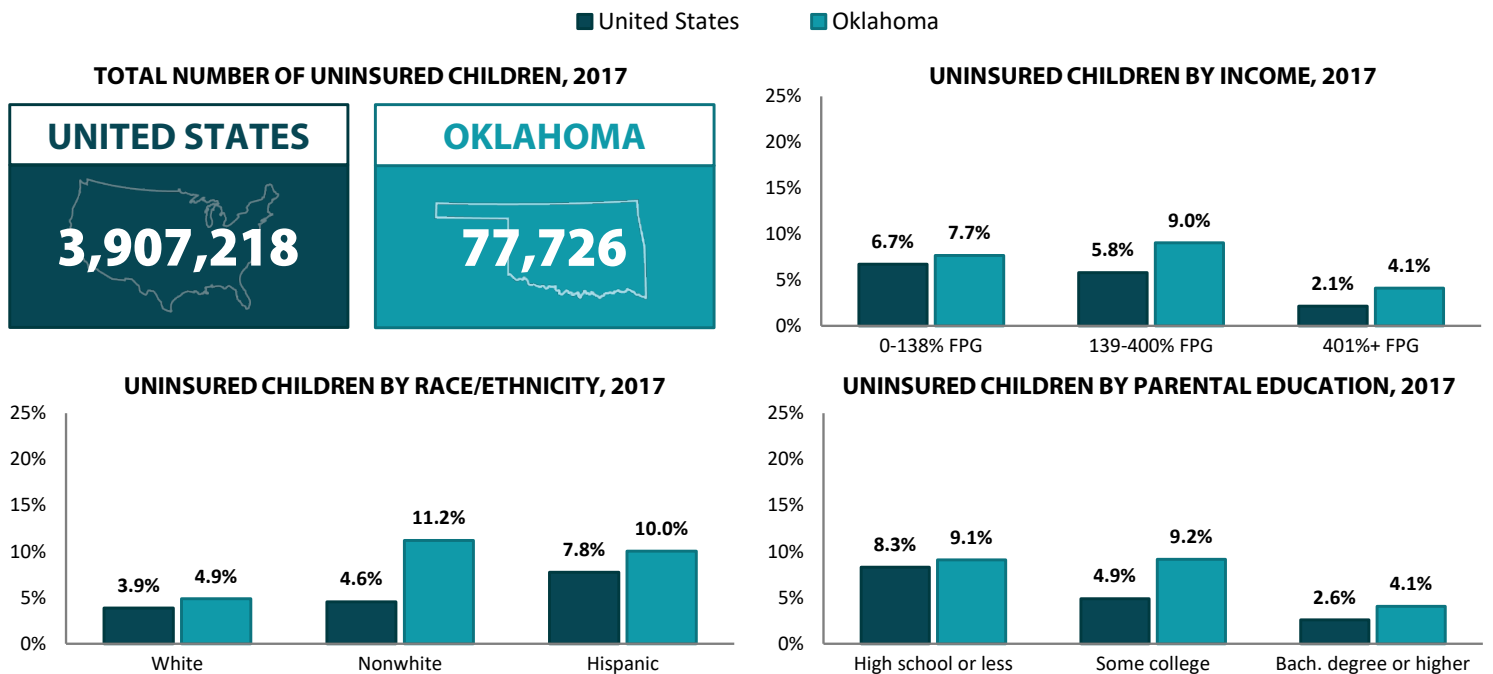 United States
Oklahoma
TOTAL NUMBER OF UNINSURED CHILDREN, 2017
UNITED STATES
3,907,218
OKLAHOMA
77,726
UNINSURED CHILDREN BY INCOME, 2017
25%
20%
15%
10%
5%
0%
6.7%
7.7%
5.8%
9.0%
2.1%
4.1%
0-138% FPG
139-400% FPG
401%+ FPG
UNINSURED CHILDREN BY RACE/ETHNICITY, 2017
25%
20%
15%
10%
5%
0%
3.9%
4.9%
4.6%
11.2%
7.8%
10.0%
White
Nonwhite
Hispanic
UNINSURED CHILDREN BY PARENTAL EDUCATION, 2017
25%
20%
15%
10%
5%
0%
8.3%
9.1%
4.9%
9.2%
2.6%
4.1%
High school or less
Some college
Bach. degree or higher